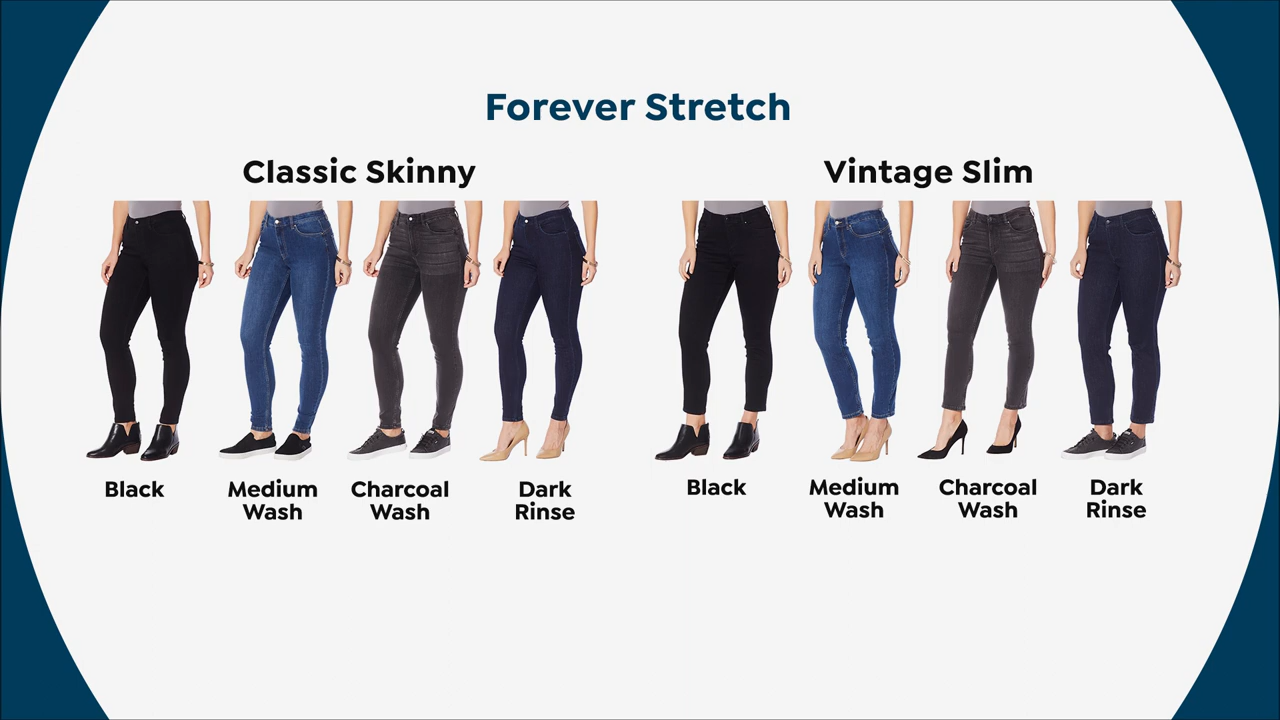 Forever Stretch
Classic Skinny
Black
Medium
Wash
Charcoal
Wash
Dark
Rinse
Vintage Slim
Black
Medium
Wash
Charcoal
Wash
Dark
Rinse